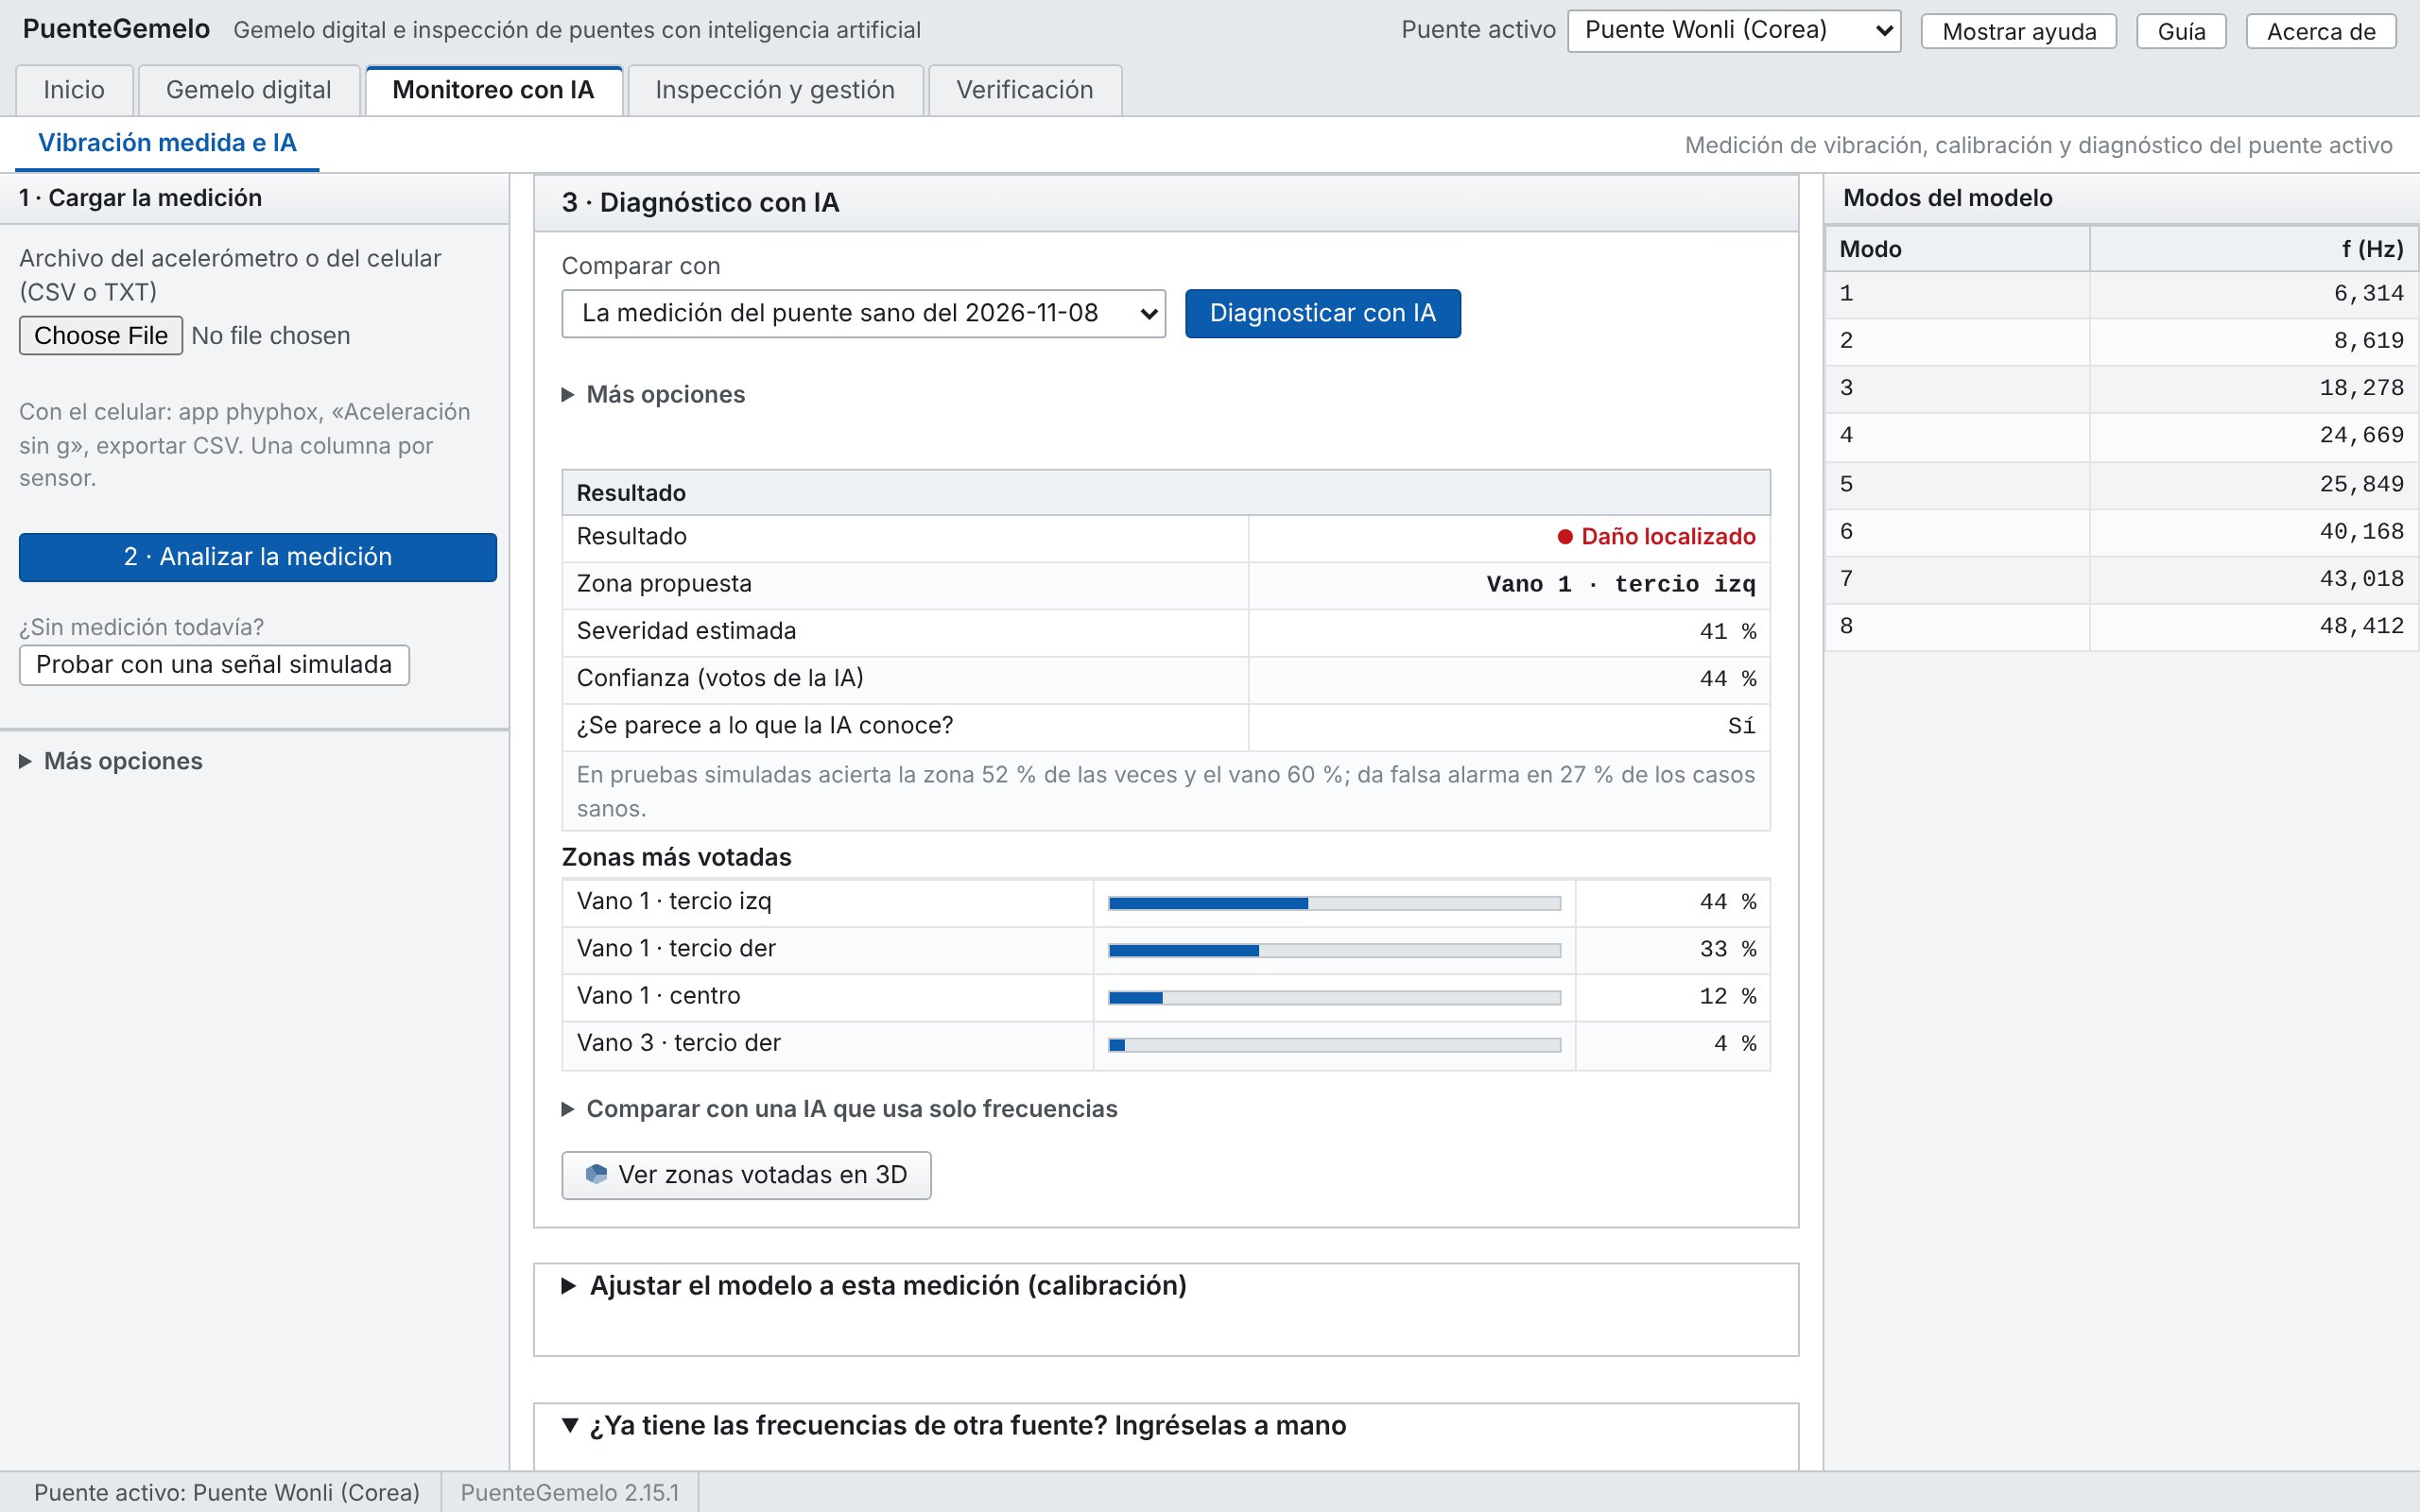 PuenteGemelo Gemelo digital e inspección de puentes con inteligencia artificial
Puente activo Puente Wonli (Corea) Mostrar ayuda Guía Acerca de
Inicio Gemelo digital Monitoreo con IA Inspección y gestión Verificación
Vibración medida e IA
Medición de vibración, calibración y diagnóstico del puente activo
1 · Cargar la medición
Archivo del acelerómetro o del celular
(CSV o TXT)
Choose File No file chosen
Con el celular: app phyphox, «Aceleración
sin g», exportar CSV. Una columna por
sensor.
2 · Analizar la medición
¿Sin medición todavía?
Probar con una señal simulada
▶ Más opciones
3 · Diagnóstico con IA
Comparar con
La medición del puente sano del 2026-11-08 Diagnosticar con IA
▶ Más opciones
Resultado
Resultado ● Daño localizado
Zona propuesta Vano 1 · tercio izq
Severidad estimada 41 %
Confianza (votos de la IA) 44 %
¿Se parece a lo que la IA conoce? Sí
En pruebas simuladas acierta la zona 52 % de las veces y el vano 60 %; da falsa alarma en 27 % de los casos
sanos.
Zonas más votadas
Vano 1 · tercio izq 44 %
Vano 1 · tercio der 33 %
Vano 1 · centro 12 %
Vano 3 · tercio der 4 %
▶ Comparar con una IA que usa solo frecuencias
Ver zonas votadas en 3D
▶ Ajustar el modelo a esta medición (calibración)
▼ ¿Ya tiene las frecuencias de otra fuente? Ingréselas a mano
Modos del modelo
Modo f (Hz)
1 6,314
2 8,619
3 18,278
4 24,669
5 25,849
6 40,168
7 43,018
8 48,412
Puente activo: Puente Wonli (Corea) PuenteGemelo 2.15.1